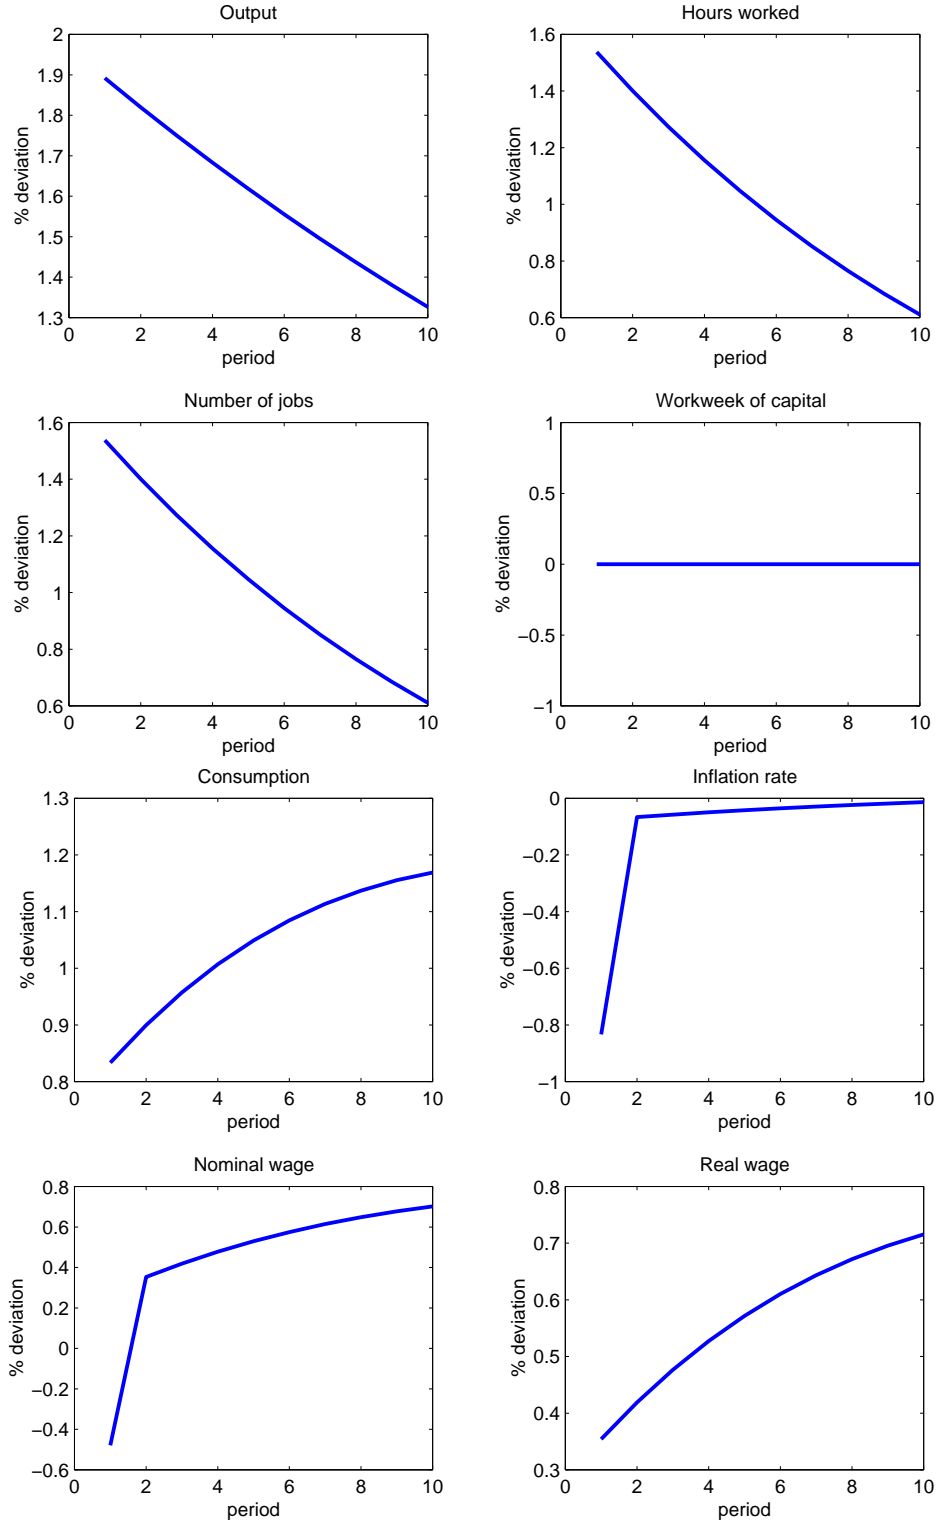 Output
2
1.9
1.8
1.7
1.6
1.5
1.4
1.3
0 2 4 6 8 10
% deviation
period
Hours worked
1.6
1.4
1.2
1
0.8
0.6
0 2 4 6 8 10
% deviation
period
Number of jobs
1.6
1.4
1.2
1
0.8
0.6
0 2 4 6 8 10
% deviation
period
Workweek of capital
1
0.5
0
−0.5
−1
0 2 4 6 8 10
% deviation
period
Consumption
1.3
1.2
1.1
1
0.9
0.8
0 2 4 6 8 10
% deviation
period
Inflation rate
0
−0.2
−0.4
−0.6
−0.8
−1
0 2 4 6 8 10
% deviation
period
Nominal wage
0.8
0.6
0.4
0.2
0
−0.2
−0.4
−0.6
0 2 4 6 8 10
% deviation
period
Real wage
0.8
0.7
0.6
0.5
0.4
0.3
0 2 4 6 8 10
% deviation
period